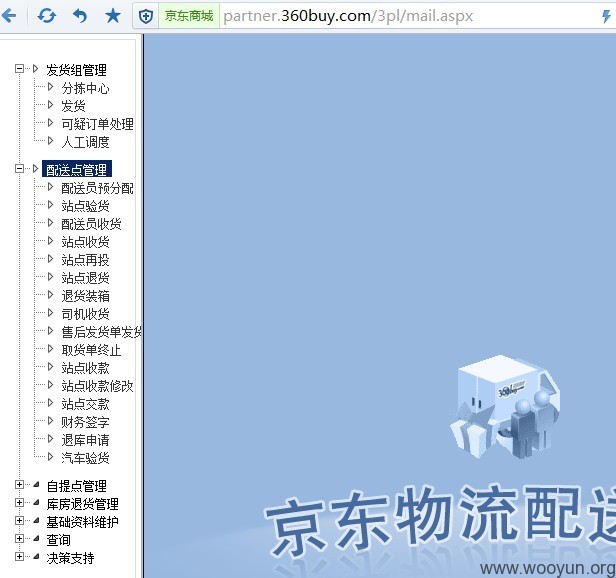 京东商城 partner.360buy.com/3pl/mail.aspx
发货组管理
分拣中心
发货
可疑订单处理
人工调度
配送点管理
配送员预分配
站点验货
配送员收货
站点收货
站点再投
站点退货
退货装箱
司机收货
售后发货单发货
取货单终止
站点收款
站点收款修改
站点交款
财务签字
退库申请
汽车验货
自提点管理
库房退货管理
基础资料维护
查询
决策支持
360buy.com
京东物流配送
www.wooyun.org